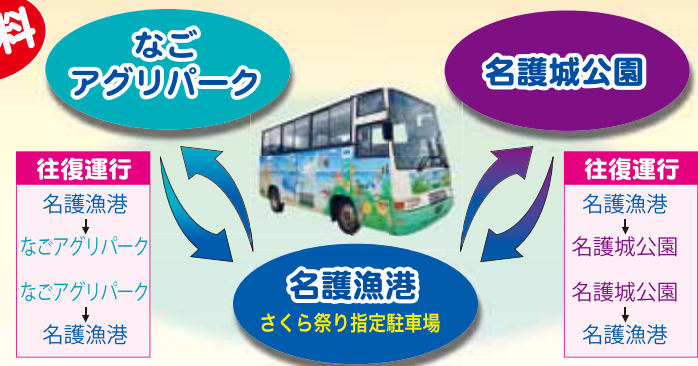 料
なご
アグリパーク
名護城公園
往復運行
名護漁港
↓
なごアグリパーク
なごアグリパーク
↓
名護漁港
名護漁港
さくら祭り指定駐車場
往復運行
名護漁港
↓
名護城公園
名護城公園
↓
名護漁港